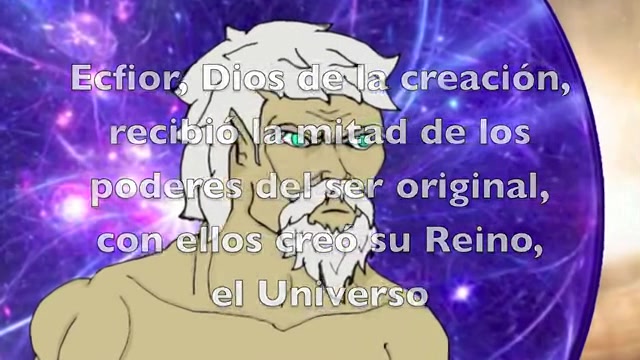 Ecfior, Dios de la creación,
recibió la mitad de los
poderes del ser original,
con ellos creó su Reino,
el Universo